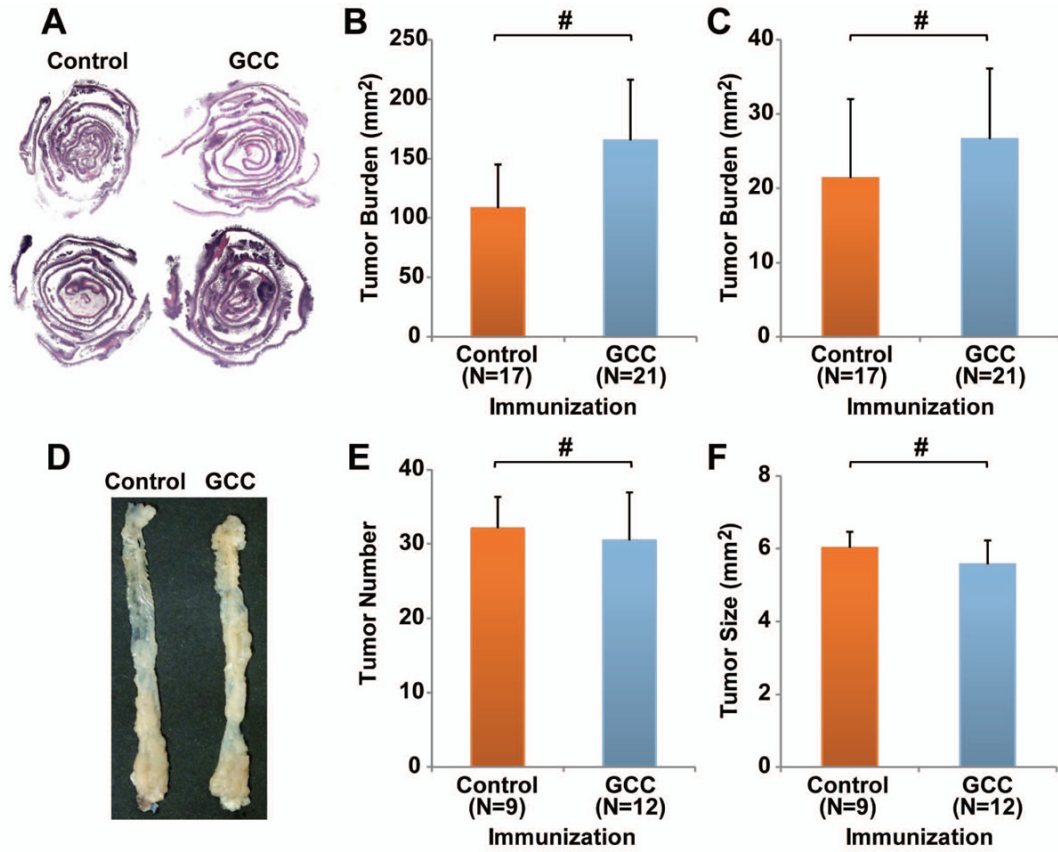 A
Control GCC
B
#
Tumor Burden (mm²)
250
200
150
100
50
0
Control
(N=17)
GCC
(N=21)
Immunization
C
#
Tumor Burden (mm²)
40
30
20
10
0
Control
(N=17)
GCC
(N=21)
Immunization
D
Control GCC
E
#
Tumor Number
40
30
20
10
0
Control
(N=9)
GCC
(N=12)
Immunization
F
#
Tumor Size (mm²)
8
6
4
2
0
Control
(N=9)
GCC
(N=12)
Immunization